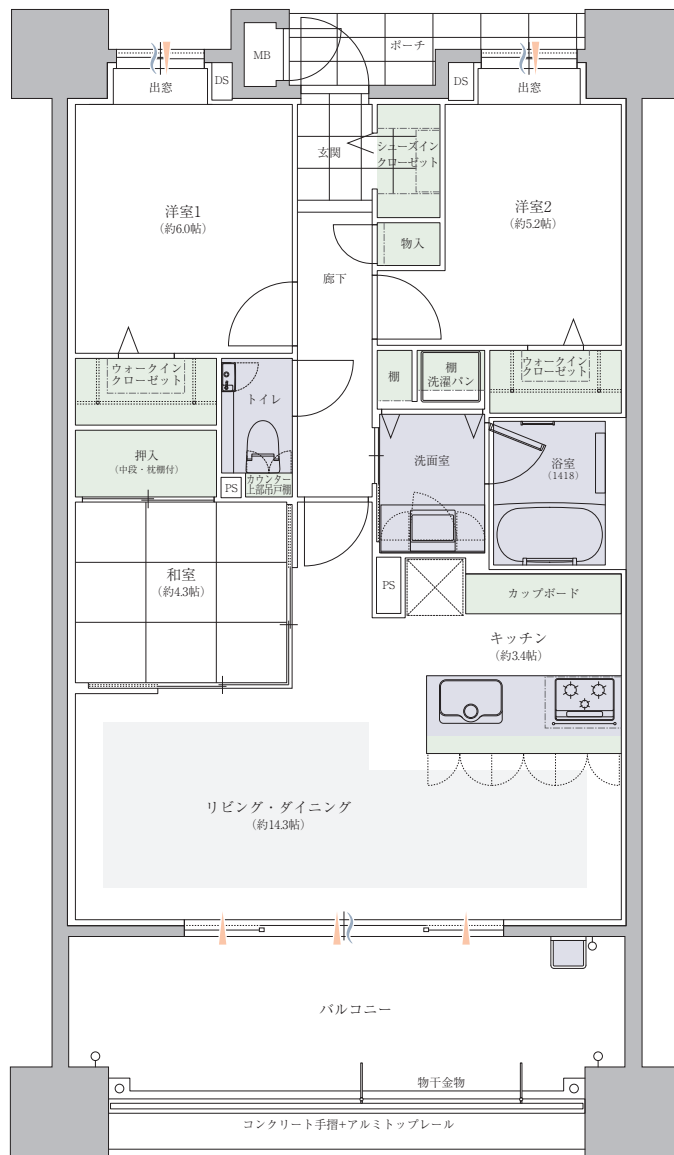 ポーチ
MB
DS
DS
出窓
出窓
玄関
シューズイン
クローゼット
洋室1
(約6.0帖)
洋室2
(約5.2帖)
物入
廊下
ウォークイン
クローゼット
トイレ
棚
棚
洗濯パン
ウォークイン
クローゼット
押入
(中段・枕棚付)
PS
カウンター
上部吊戸棚
洗面室
浴室
(1418)
和室
(約4.3帖)
PS
カップボード
キッチン
(約3.4帖)
リビング・ダイニング
(約14.3帖)
バルコニー
物干金物
コンクリート手摺+アルミトップレール